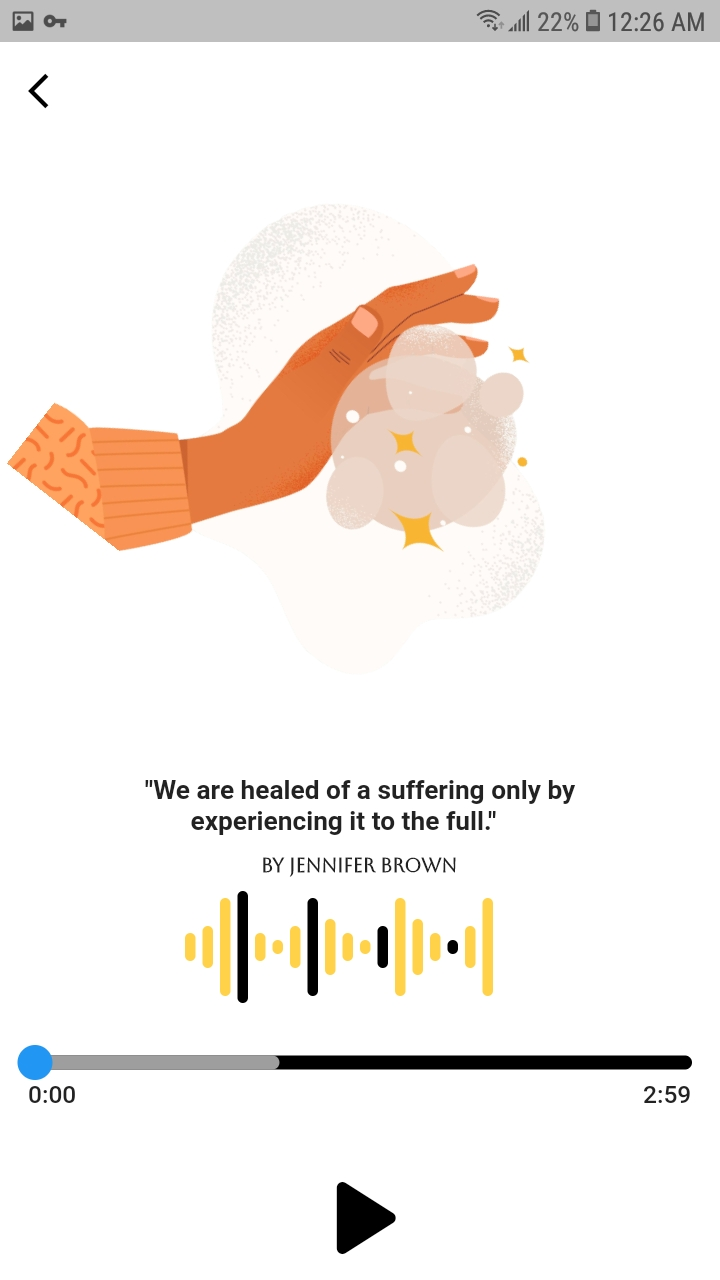 22% 12:26 AM
"We are healed of a suffering only by
experiencing it to the full."
BY JENNIFER BROWN
0:00 2:59